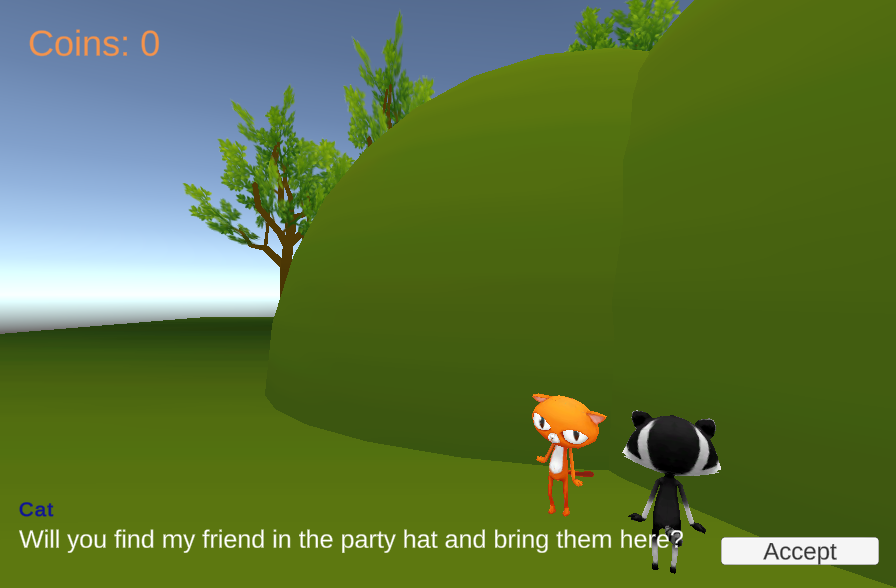 Coins: 0
Cat
Will you find my friend in the party hat and bring them here?
Accept